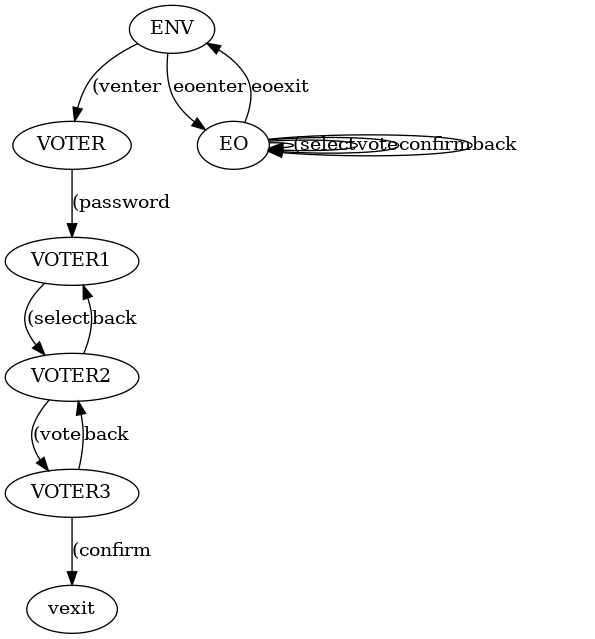 ENV
(venter eoenter eoexit
VOTER EO (select vote confirm back
(password
VOTER1
(select back
VOTER2
(vote back
VOTER3
(confirm
vexit